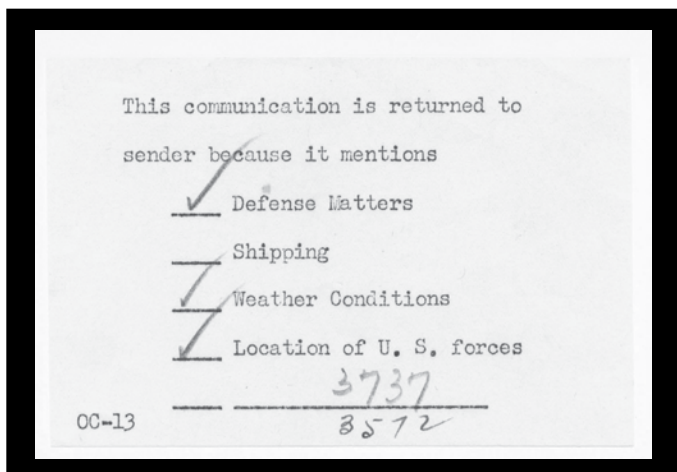 This communication is returned to
sender because it mentions
Defense Matters
Shipping
Weather Conditions
Location of U. S. forces
3737
OC-13
3572